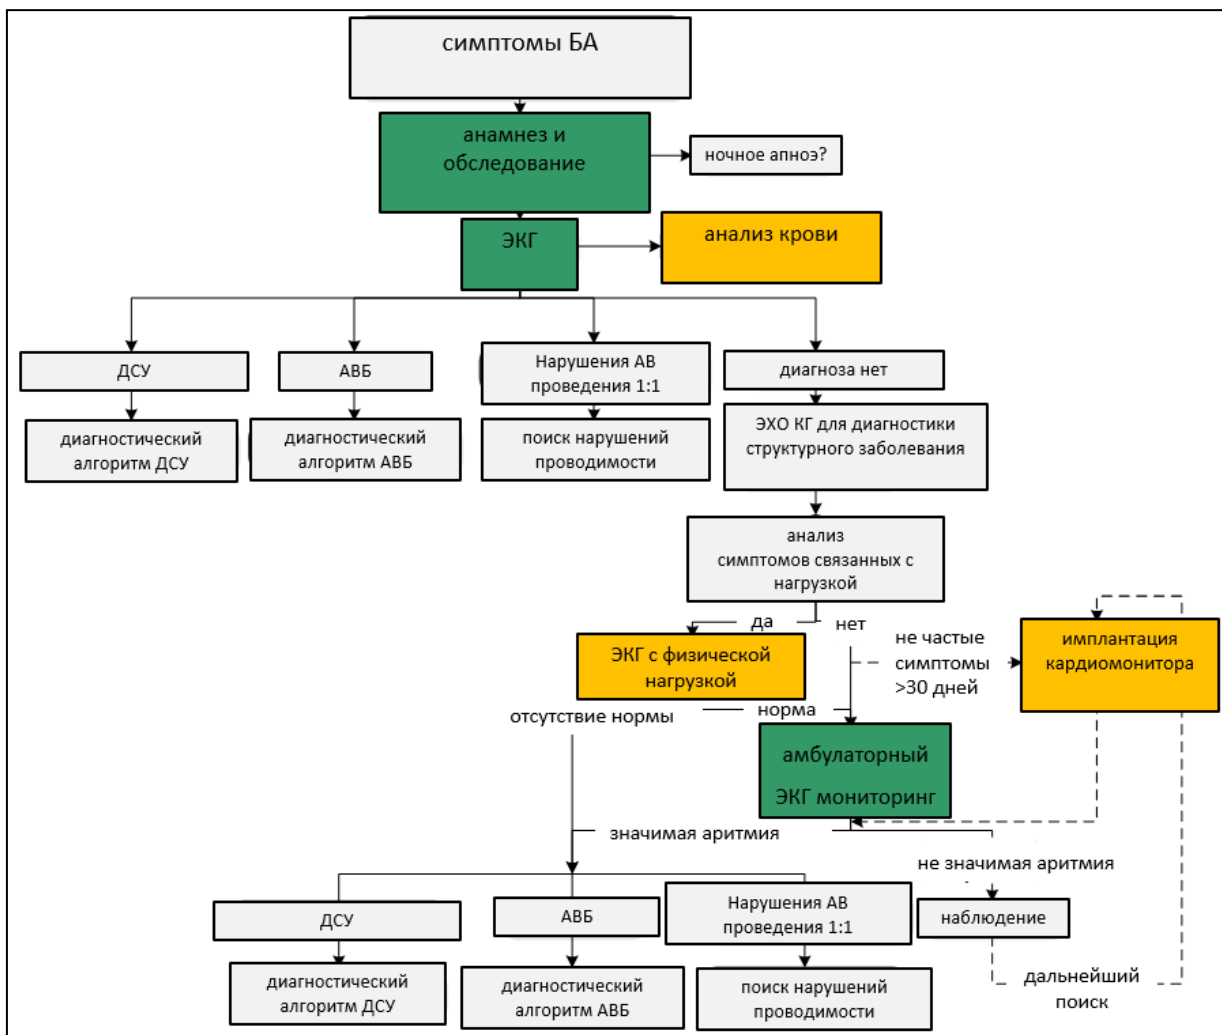 симптомы БА
анамнез и
обследование
ночное апноэ?
ЭКГ
анализ крови
ДСУ
АВБ
Нарушения АВ
проведения 1:1
диагноза нет
диагностический
алгоритм ДСУ
диагностический
алгоритм АВБ
поиск нарушений
проводимости
ЭХО КГ для диагностики
структурного заболевания
анализ
симптомов связанных с
нагрузкой
да
нет
ЭКГ с физической
нагрузкой
не частые
симптомы
>30 дней
имплантация
кардиомонитора
отсутствие нормы
норма
амбулаторный
ЭКГ мониторинг
значимая аритмия
не значимая аритмия
ДСУ
АВБ
Нарушения АВ
проведения 1:1
наблюдение
диагностический
алгоритм ДСУ
диагностический
алгоритм АВБ
поиск нарушений
проводимости
дальнейший
поиск